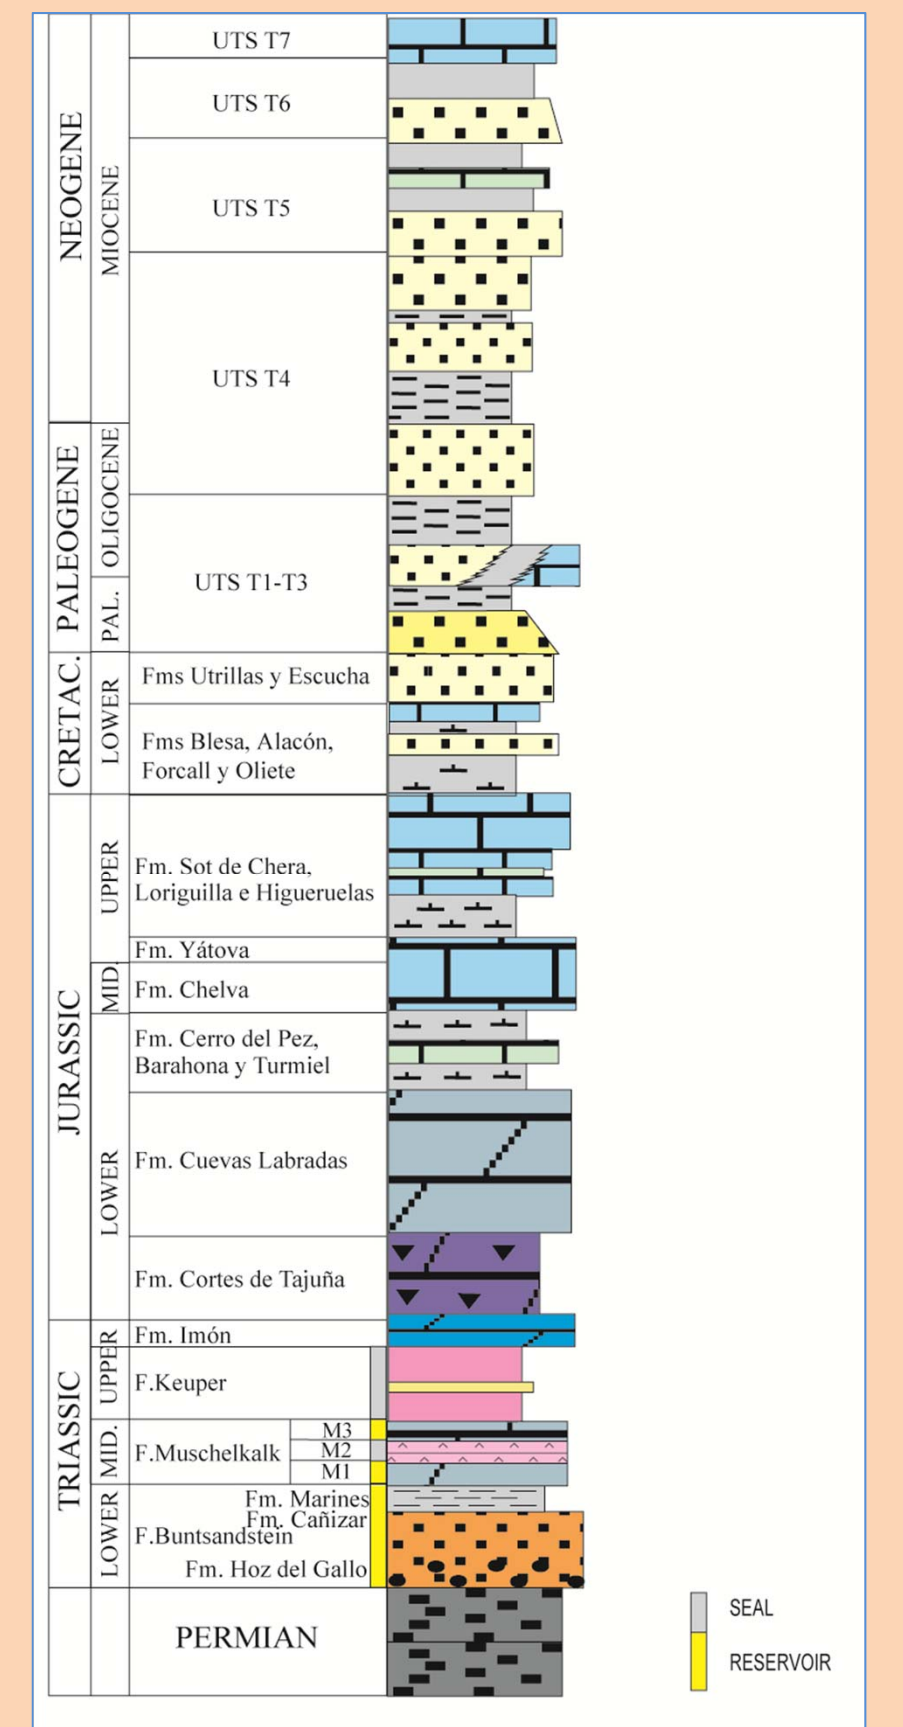 NEOGENE
MIOCENE
UTS T7
UTS T6
UTS T5
UTS T4
PALEOGENE
OLIGOCENE
PAL.
UTS T1-T3
CRETAC.
LOWER
Fms Utrillas y Escucha
Fms Blesa, Alacón,
Forcall y Oliete
JURASSIC
UPPER
Fm. Sot de Chera,
Loriguilla e Higueruelas
Fm. Yátova
MID.
Fm. Chelva
LOWER
Fm. Cerro del Pez,
Barahona y Turmiel
Fm. Cuevas Labradas
Fm. Cortes de Tajuña
TRIASSIC
UPPER
Fm. Imón
F.Keuper
MID.
F.Muschelkalk
M3
M2
M1
LOWER
Fm. Marines
Fm. Cañizar
F.Buntsandstein
Fm. Hoz del Gallo
PERMIAN
SEAL
RESERVOIR